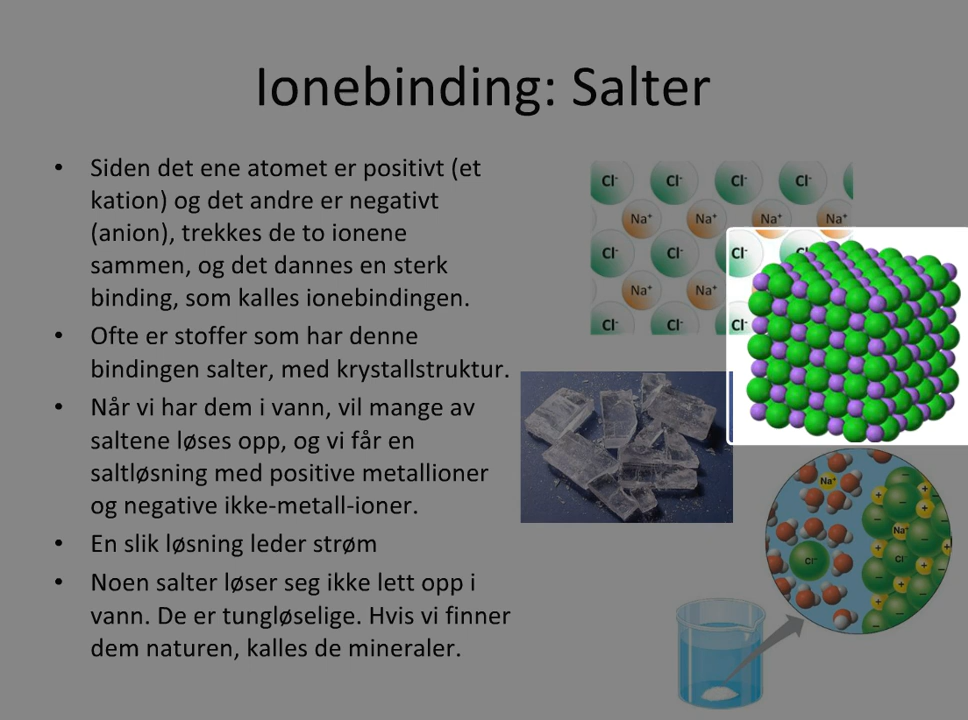 Ionebinding: Salter
• Siden det ene atomet er positivt (et
kation) og det andre er negativt
(anion), trekkes de to ionene
sammen, og det dannes en sterk
binding, som kalles ionebindingen.
• Ofte er stoffer som har denne
bindingen salter, med krystallstruktur.
• Når vi har dem i vann, vil mange av
saltene løses opp, og vi får en
saltløsning med positive metallioner
og negative ikke-metall-ioner.
• En slik løsning leder strøm
• Noen salter løser seg ikke lett opp i
vann. De er tungløselige. Hvis vi finner
dem naturen, kalles de mineraler.
Cl⁻ Cl⁻ Cl⁻ Cl⁻
Na⁺ Na⁺ Na⁺ Na⁺
Cl⁻ Cl⁻ Cl⁻
Na⁺ Na⁺
Cl⁻ Cl⁻ Cl⁻
Na⁺
Na⁺
Cl⁻ Cl⁻